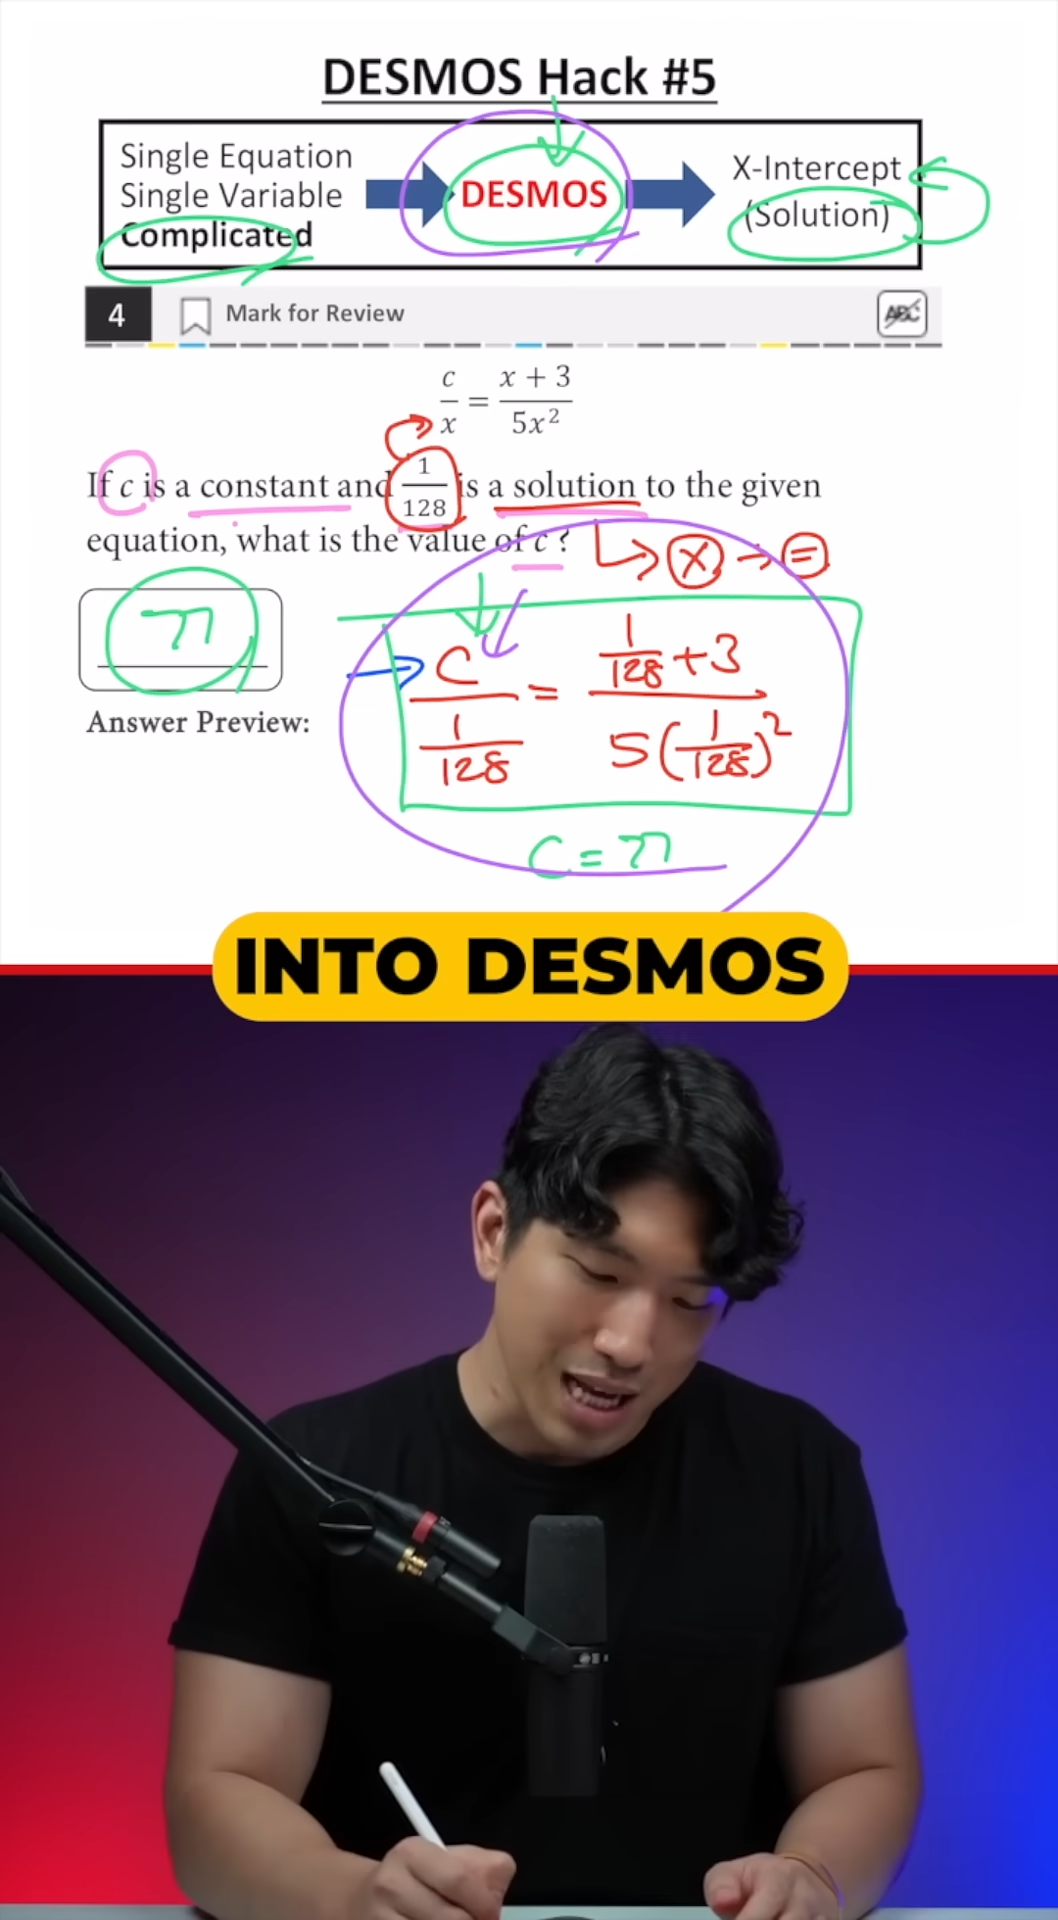 DESMOS Hack #5
Single Equation
Single Variable
Complicated
DESMOS
X-Intercept
(Solution)
4 Mark for Review ABC
c/x = (x + 3)/(5x²)
If c is a constant and 1/128 is a solution to the given
equation, what is the value of c ?
x → =
77
Answer Preview:
C/(1/128) = (1/128 + 3)/(5(1/128)²)
C = 77
INTO DESMOS